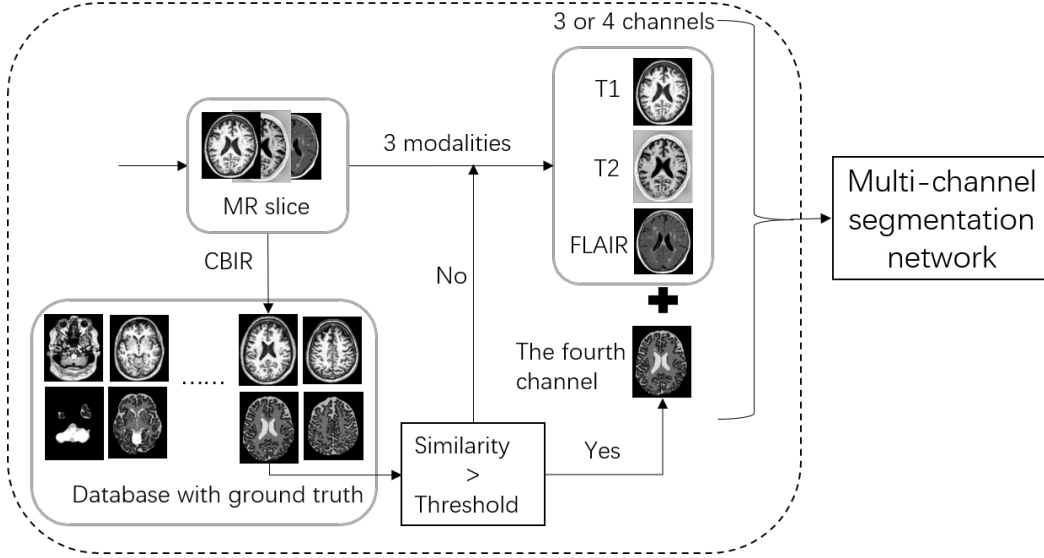 3 or 4 channels
T1
3 modalities
MR slice
T2
Multi-channel
segmentation
network
CBIR
FLAIR
No
The fourth
channel
......
Similarity
>
Threshold
Yes
Database with ground truth